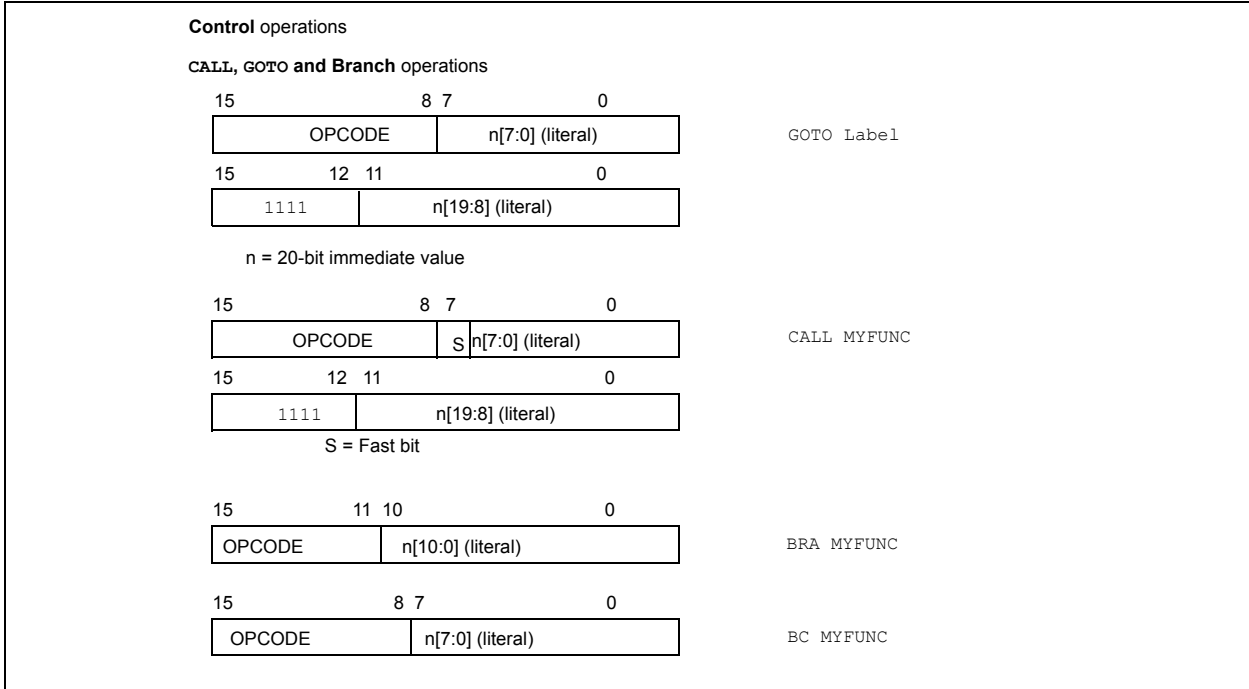 Control operations
CALL, GOTO and Branch operations
15 8 7 0
OPCODE n[7:0] (literal) GOTO Label
15 12 11 0
1111 n[19:8] (literal)
n = 20-bit immediate value
15 8 7 0
OPCODE S n[7:0] (literal) CALL MYFUNC
15 12 11 0
1111 n[19:8] (literal)
S = Fast bit
15 11 10 0
OPCODE n[10:0] (literal) BRA MYFUNC
15 8 7 0
OPCODE n[7:0] (literal) BC MYFUNC